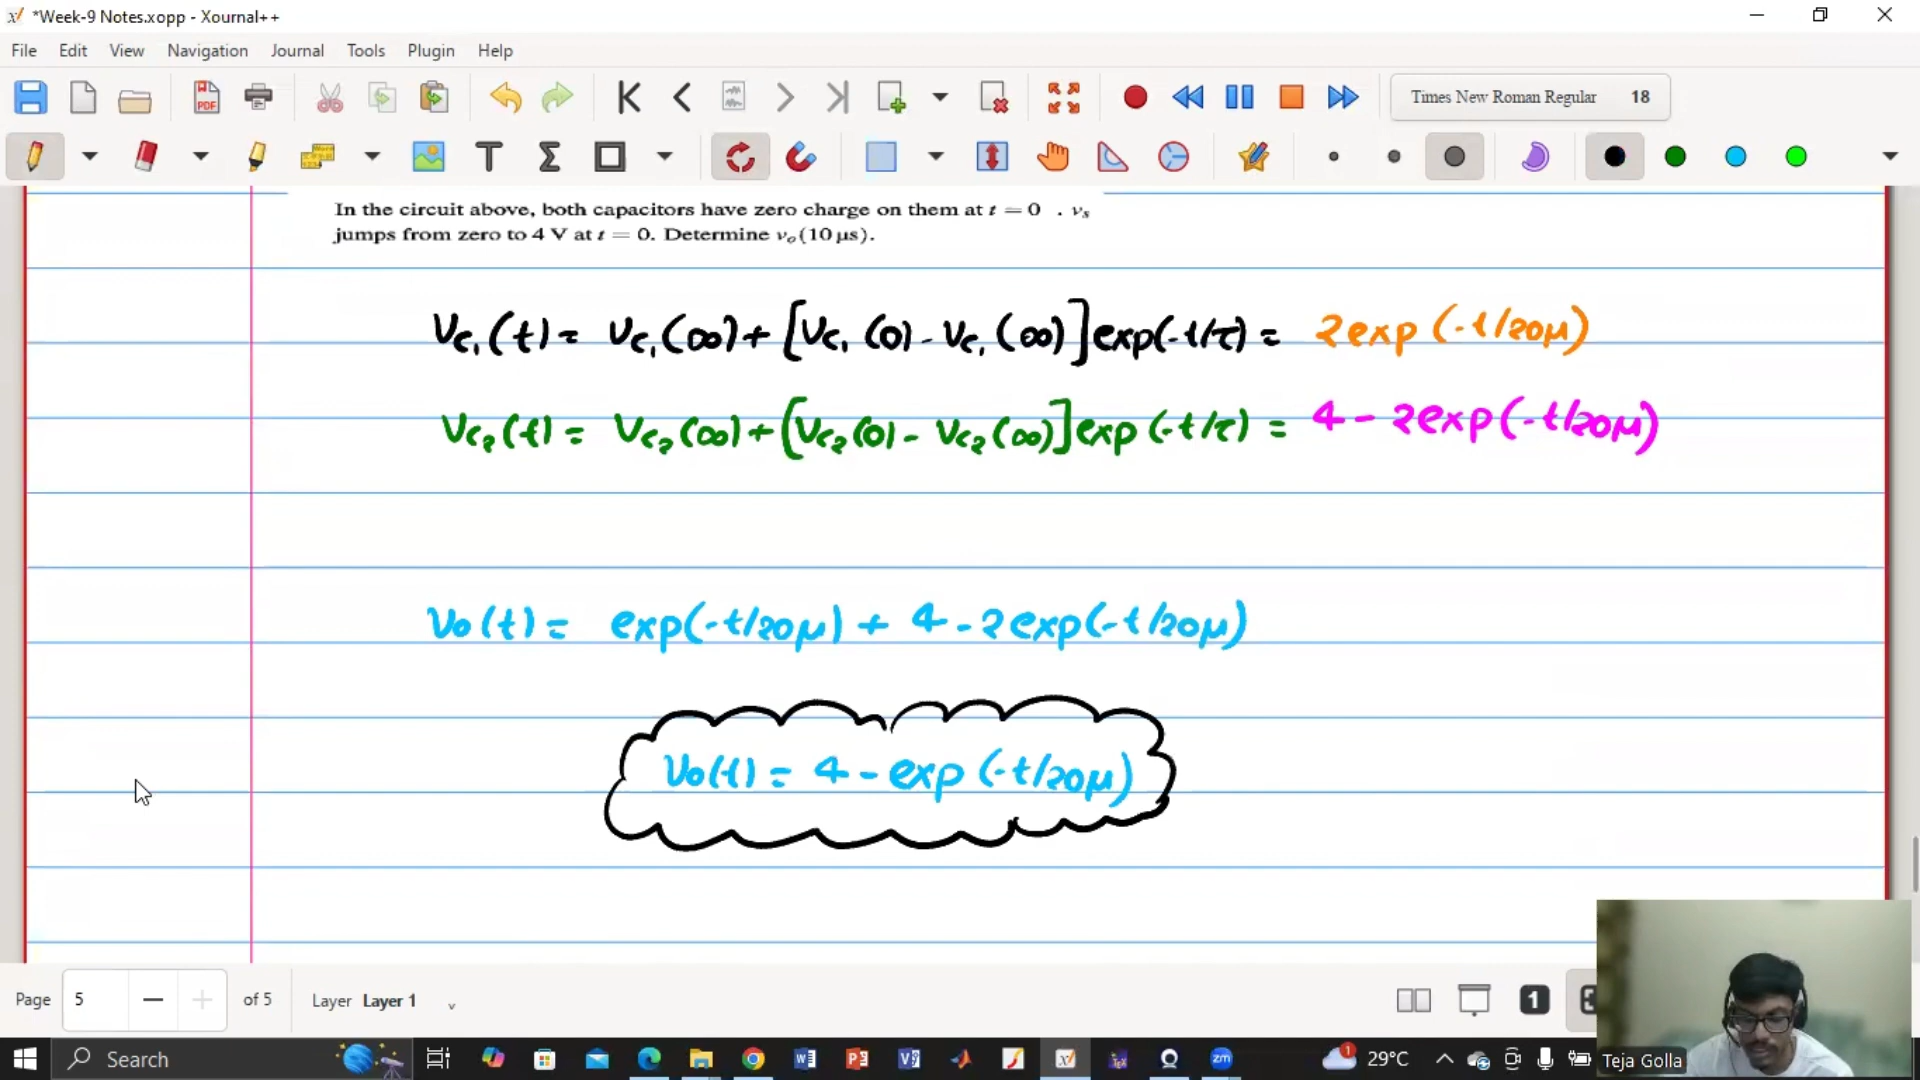 *Week-9 Notes.xopp - Xournal++
File Edit View Navigation Journal Tools Plugin Help
Times New Roman Regular 18
In the circuit above, both capacitors have zero charge on them at t = 0 . vₛ
jumps from zero to 4 V at t = 0. Determine vₒ(10 μs).
Vc₁(t) = Vc₁(∞) + [Vc₁(0) - Vc₁(∞)]exp(-t/τ) = 2exp(-t/20μ)
Vc₂(t) = Vc₂(∞) + [Vc₂(0) - Vc₂(∞)]exp(-t/τ) = 4 - 2exp(-t/20μ)
Vo(t) = exp(-t/20μ) + 4 - 2exp(-t/20μ)
Vo(t) = 4 - exp(-t/20μ)
Page 5 of 5 Layer Layer 1
1
Search
29°C
Teja Golla